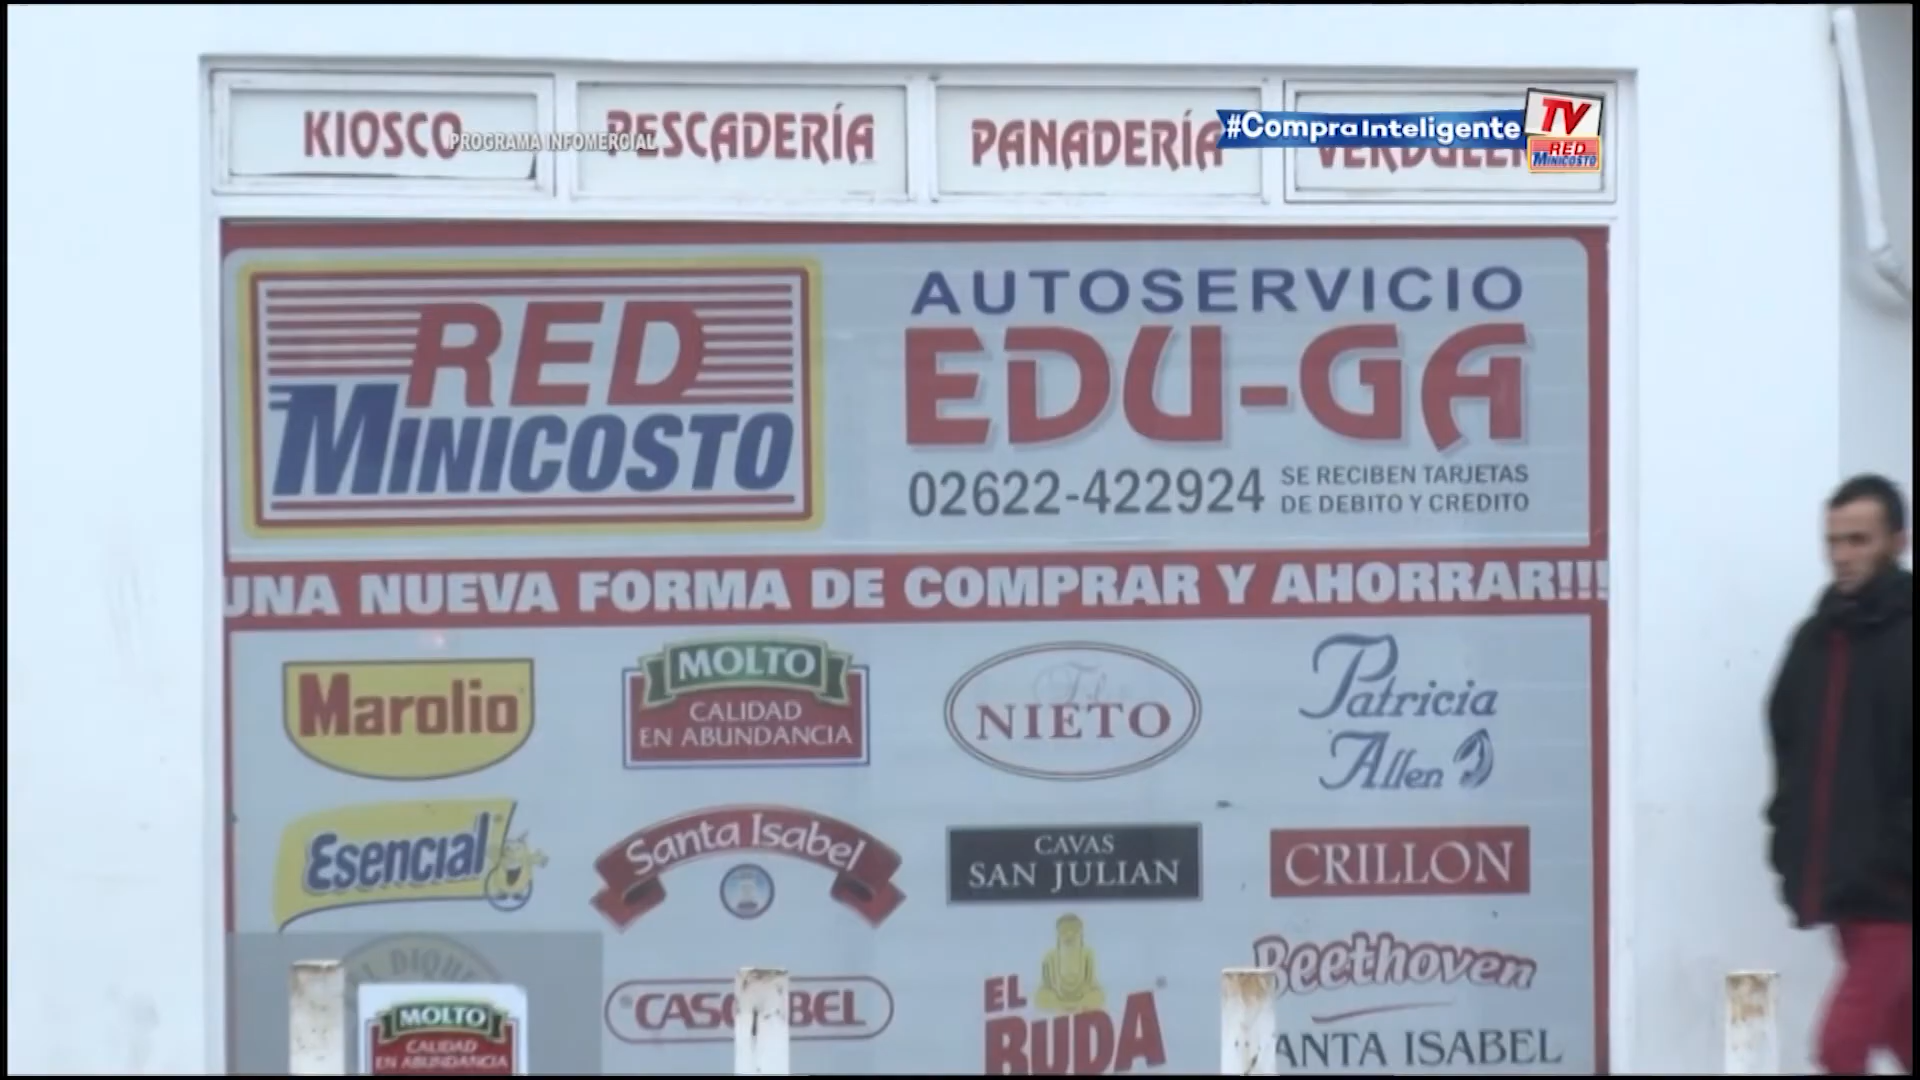 KIOSCO
PROGRAMA INFOMERCIAL
PESCADERÍA
PANADERÍA
#CompraInteligente
TV
RED
MINICOSTO
RED
MINICOSTO
AUTOSERVICIO
EDU-GA
02622-422924
SE RECIBEN TARJETAS
DE DEBITO Y CREDITO
UNA NUEVA FORMA DE COMPRAR Y AHORRAR!!!
Marolio
MOLTO
CALIDAD
EN ABUNDANCIA
NIETO
Patricia
Allen
Esencial
Santa Isabel
CAVAS
SAN JULIAN
CRILLON
MOLTO
CALIDAD
EN ABUNDANCIA
EL
BUDA
Beethoven
SANTA ISABEL